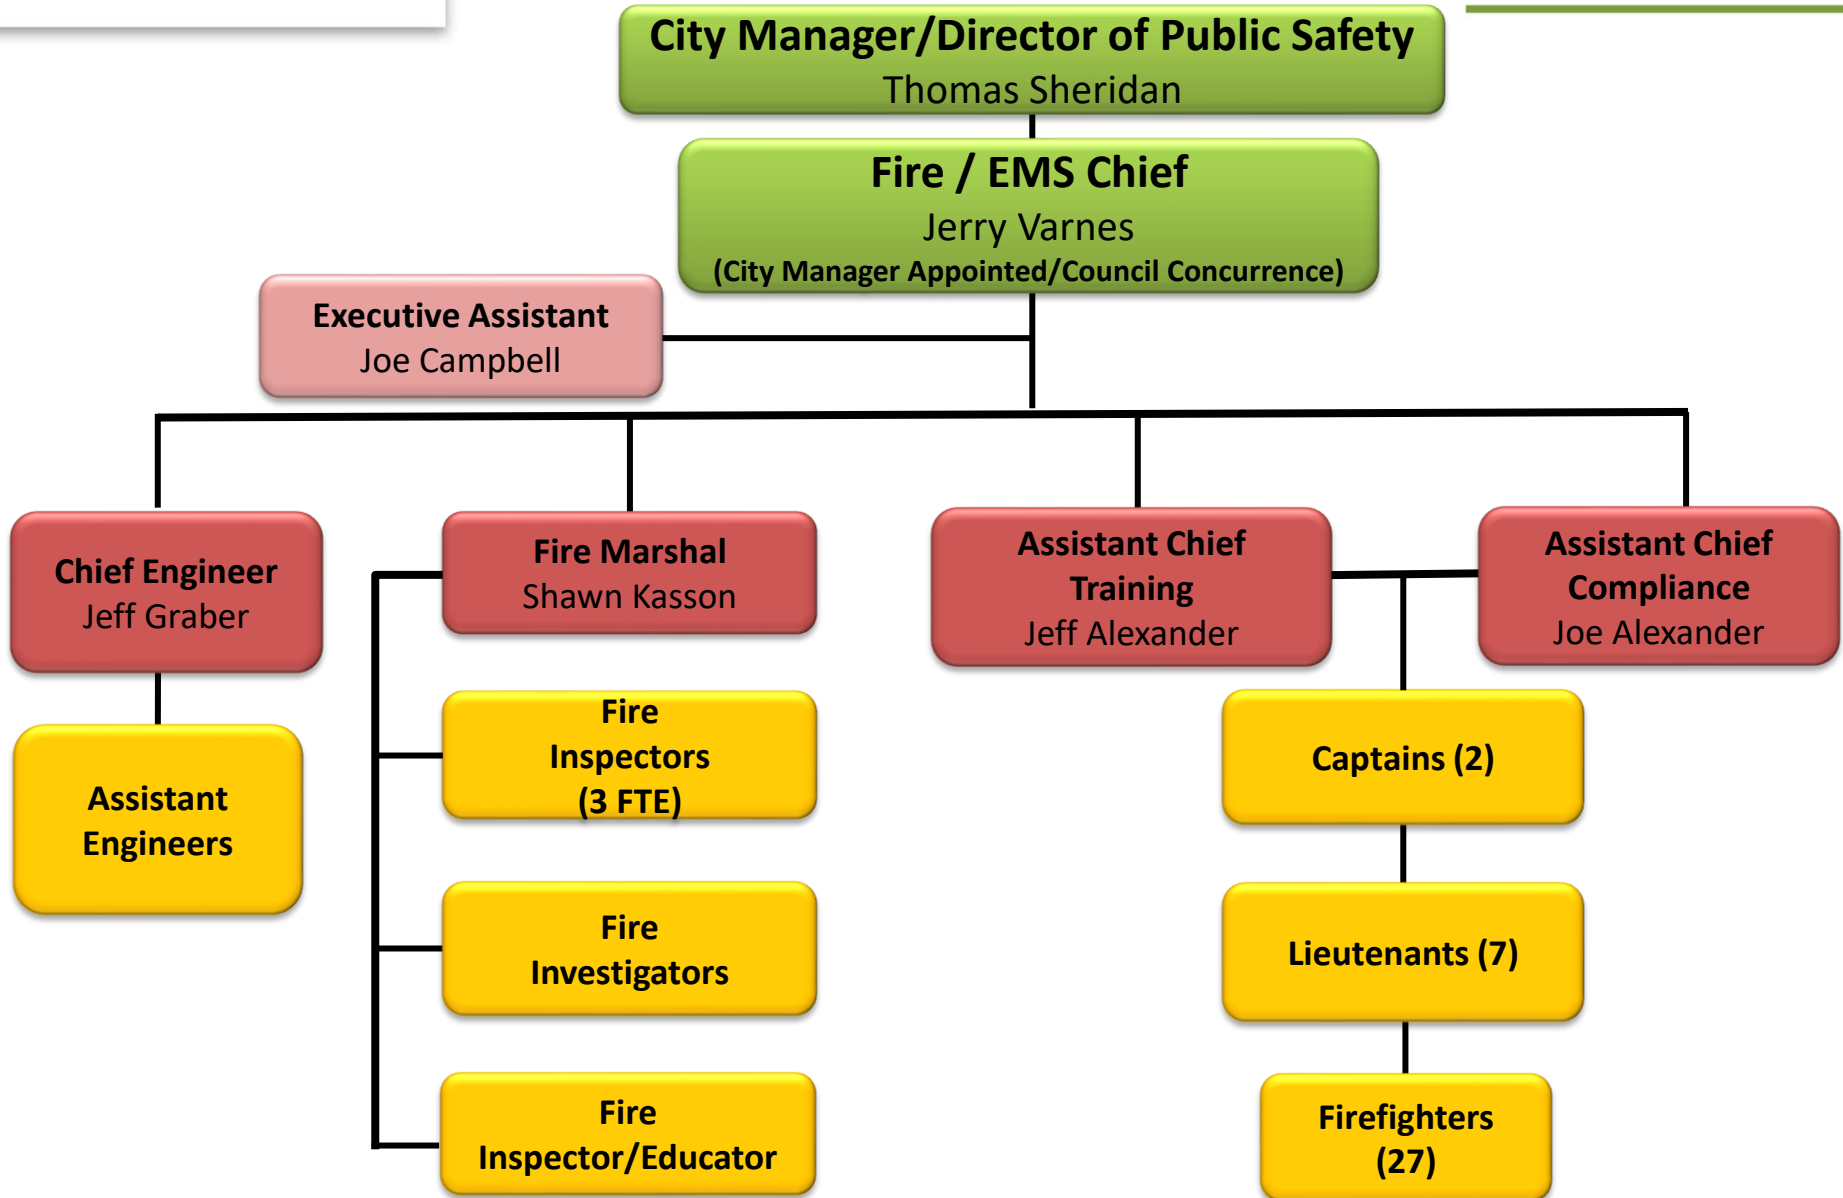 City Manager/Director of Public Safety
Thomas Sheridan
Fire / EMS Chief
Jerry Varnes
(City Manager Appointed/Council Concurrence)
Executive Assistant
Joe Campbell
Chief Engineer
Jeff Graber
Fire Marshal
Shawn Kasson
Assistant Chief
Training
Jeff Alexander
Assistant Chief
Compliance
Joe Alexander
Assistant
Engineers
Fire
Inspectors
(3 FTE)
Fire
Investigators
Fire
Inspector/Educator
Captains (2)
Lieutenants (7)
Firefighters
(27)